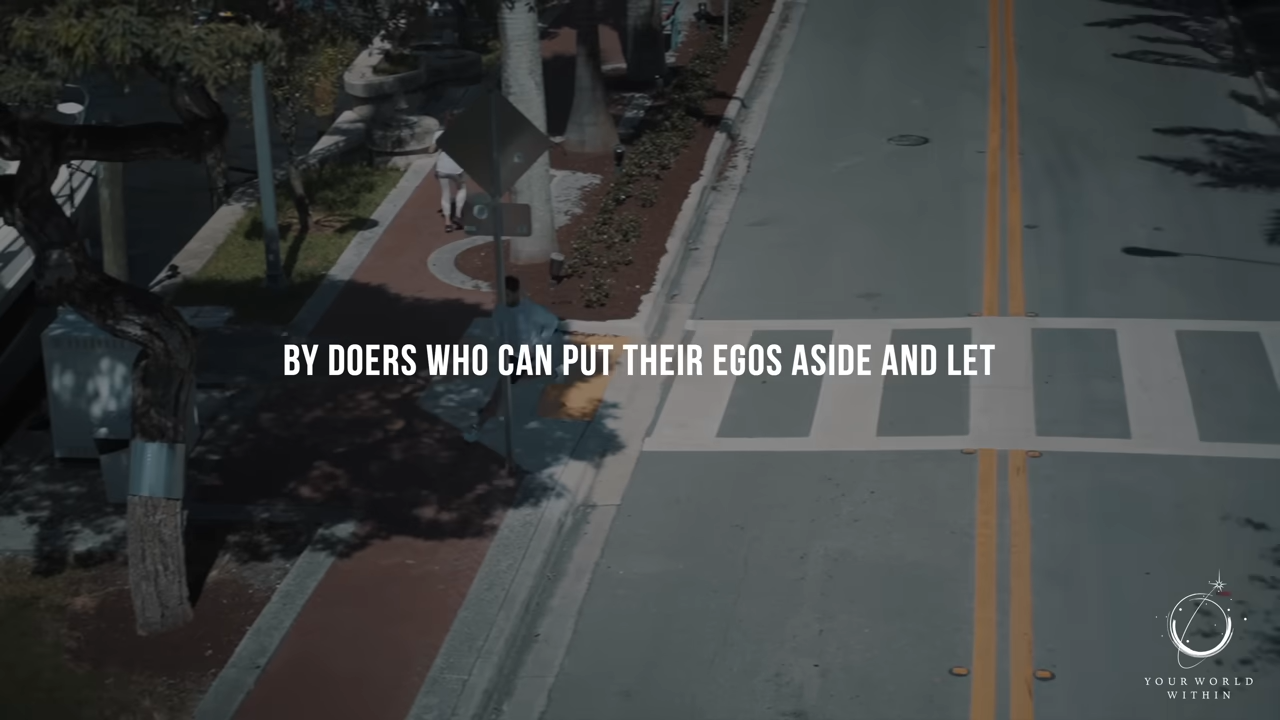 BY DOERS WHO CAN PUT THEIR EGOS ASIDE AND LET
YOUR WORLD
WITHIN